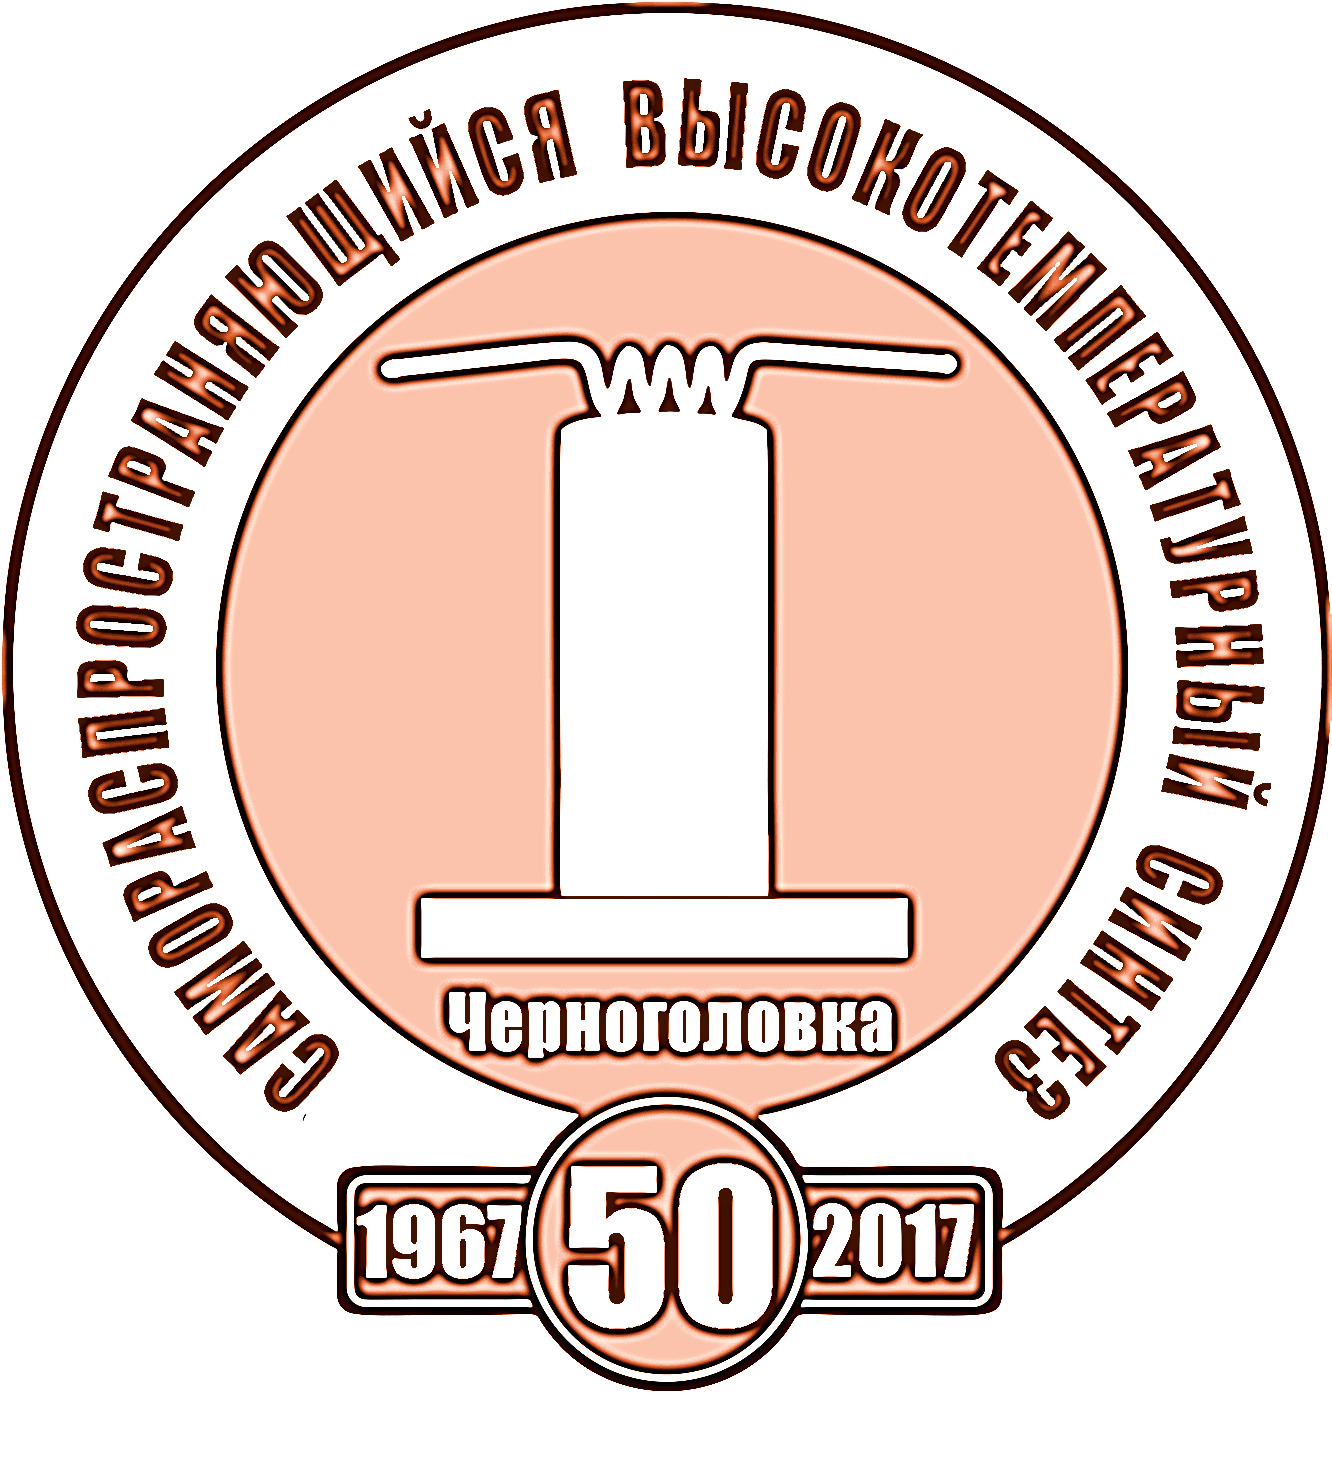 САМОРАСПРОСТРАНЯЮЩИЙСЯ ВЫСОКОТЕМПЕРАТУРНЫЙ СИНТЕЗ
Черноголовка
1967 50 2017